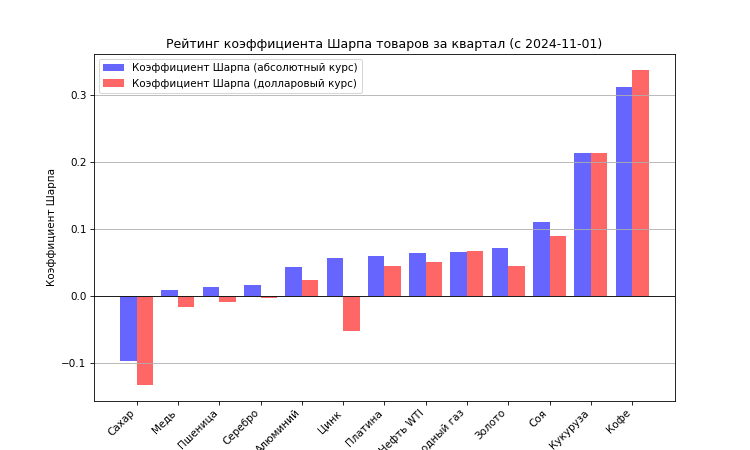 Рейтинг коэффициента Шарпа товаров за квартал (с 2024-11-01)
Коэффициент Шарпа (абсолютный курс)
Коэффициент Шарпа (долларовый курс)
Коэффициент Шарпа
0.3
0.2
0.1
0.0
−0.1
Сахар
Медь
Пшеница
Серебро
Алюминий
Цинк
Платина
Нефть WTI
газ
Золото
Соя
Кукуруза
Кофе